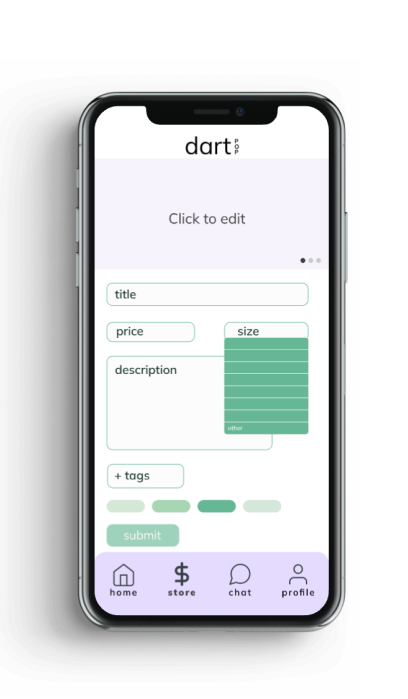 dart POP
Click to edit
title
price size
description
other
+ tags
submit
$
home store chat profile